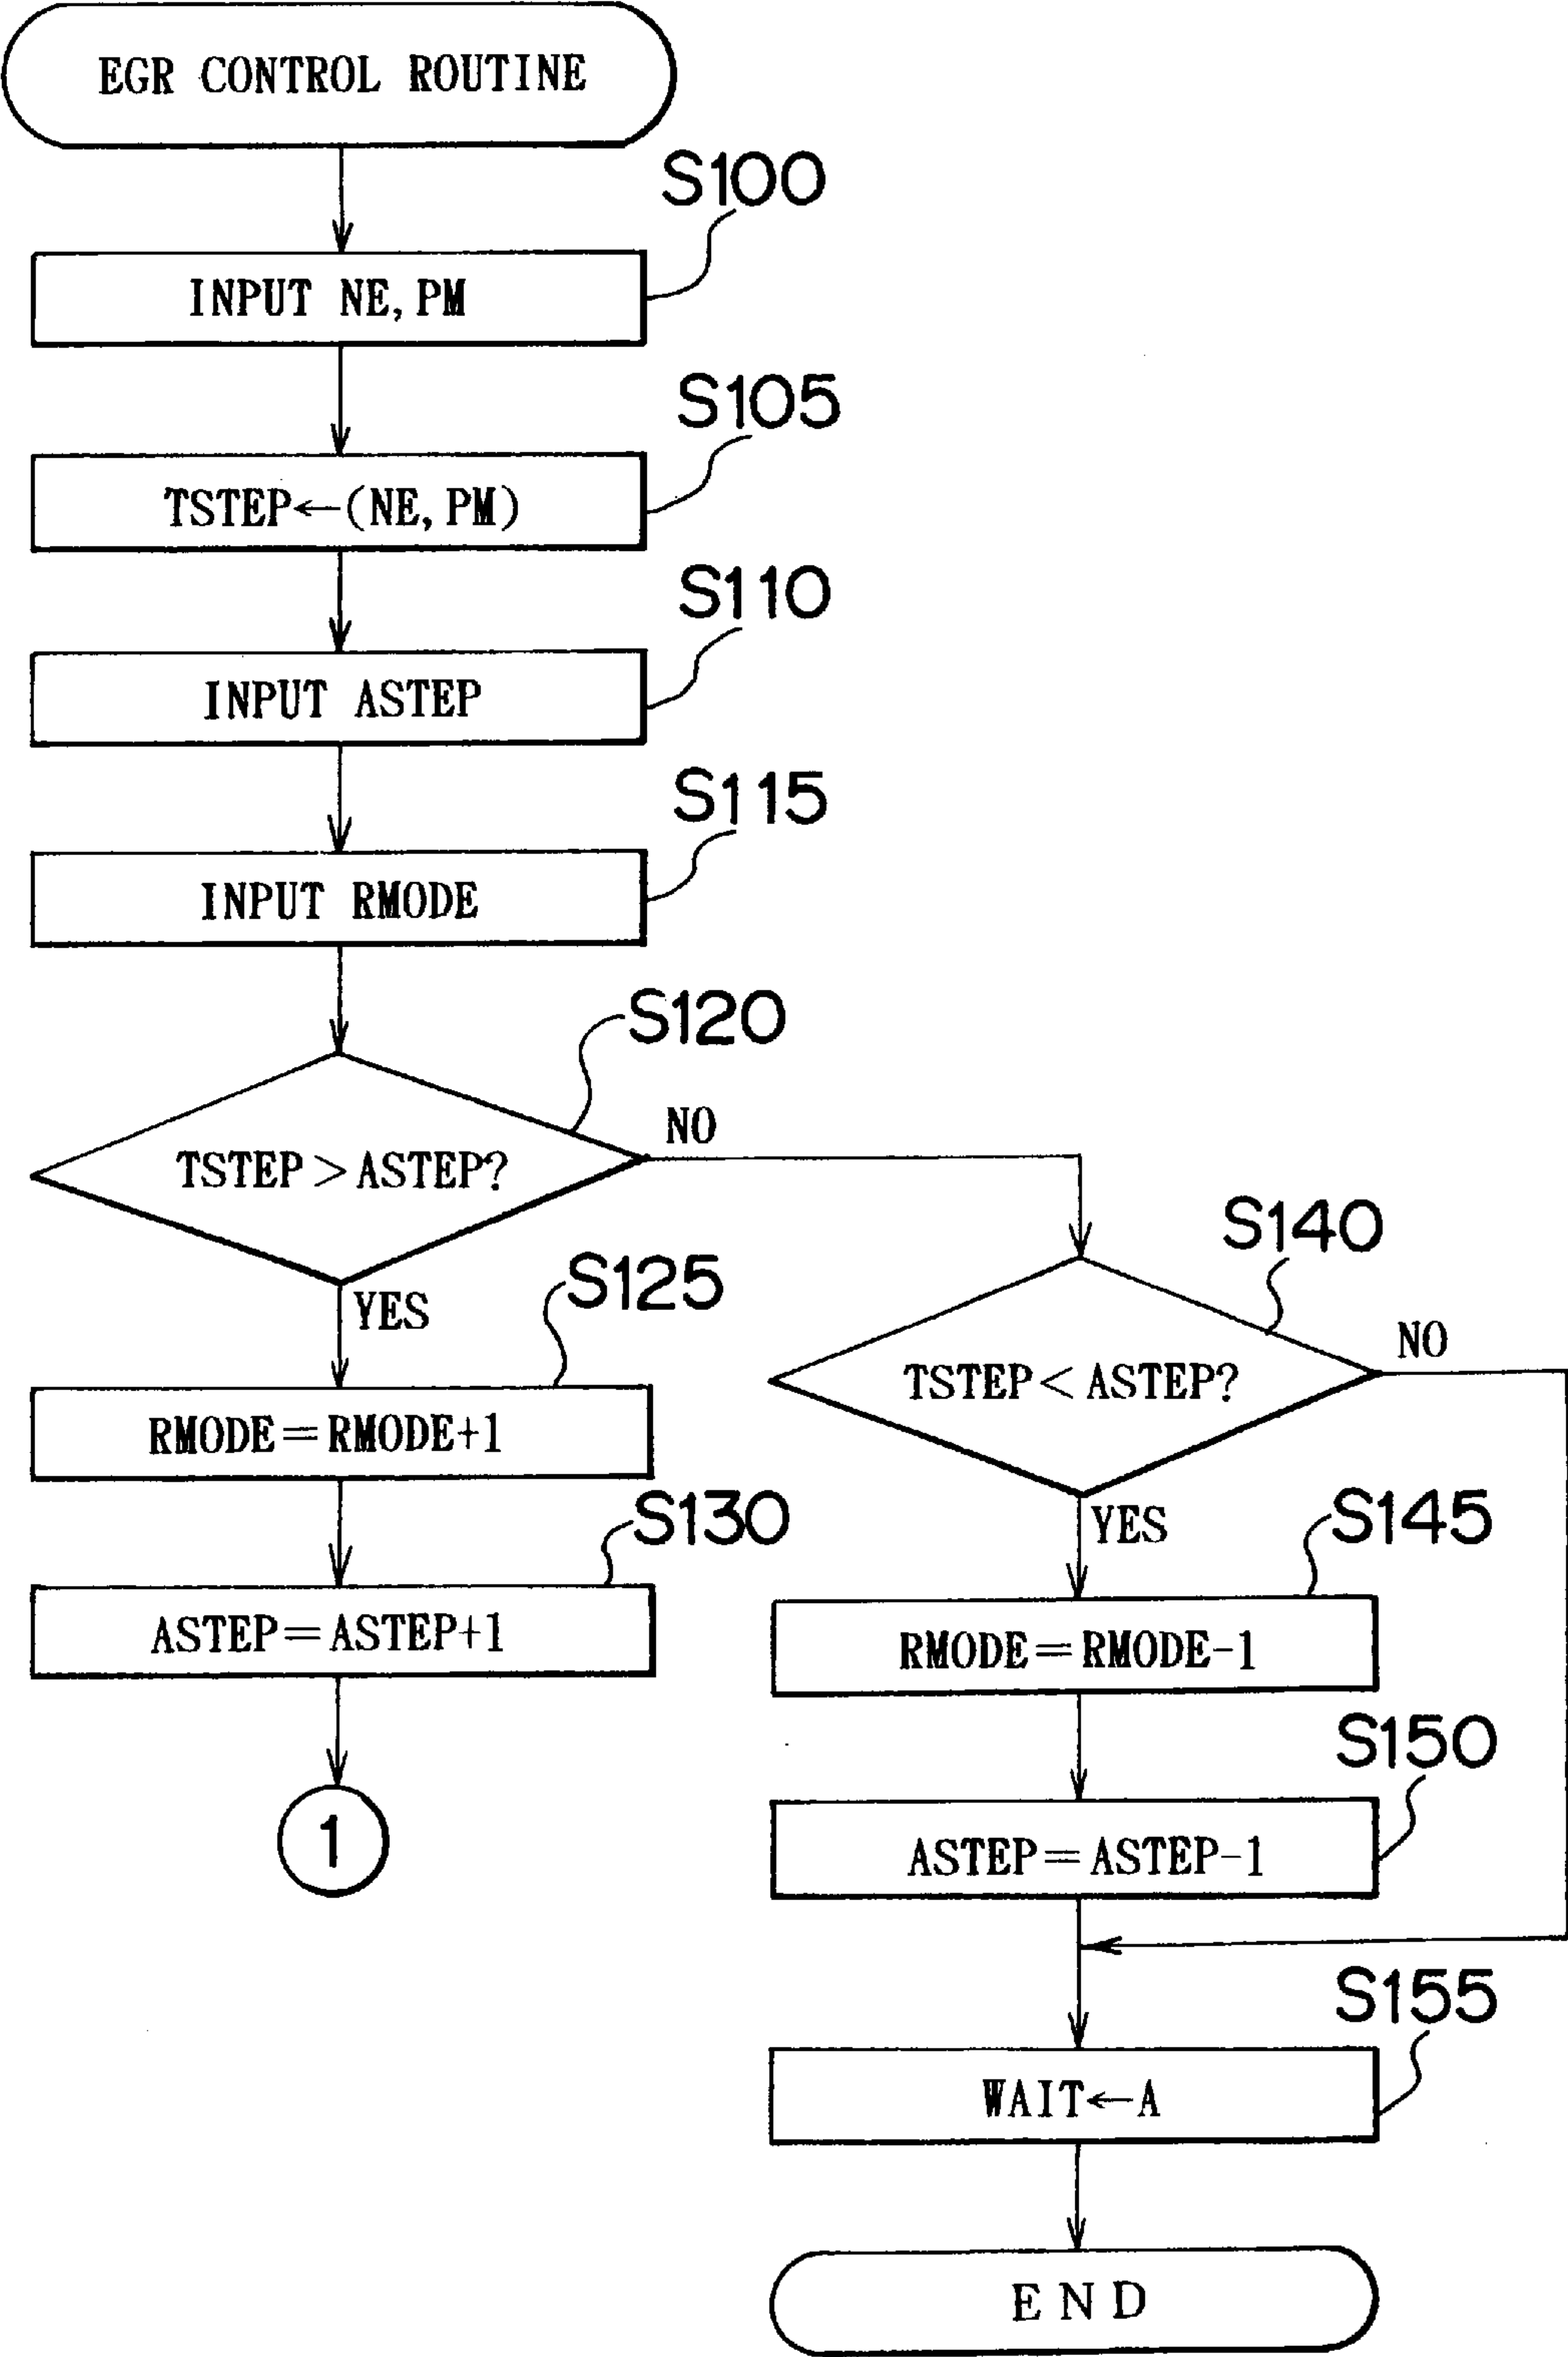 EGR CONTROL ROUTINE
S100
INPUT NE, PM
S105
TSTEP←(NE, PM)
S110
INPUT ASTEP
S115
INPUT RMODE
S120
TSTEP > ASTEP?
NO
YES
S125
RMODE=RMODE+1
S130
ASTEP=ASTEP+1
1
S140
TSTEP < ASTEP?
NO
YES
S145
RMODE=RMODE-1
S150
ASTEP=ASTEP-1
S155
WAIT←A
END